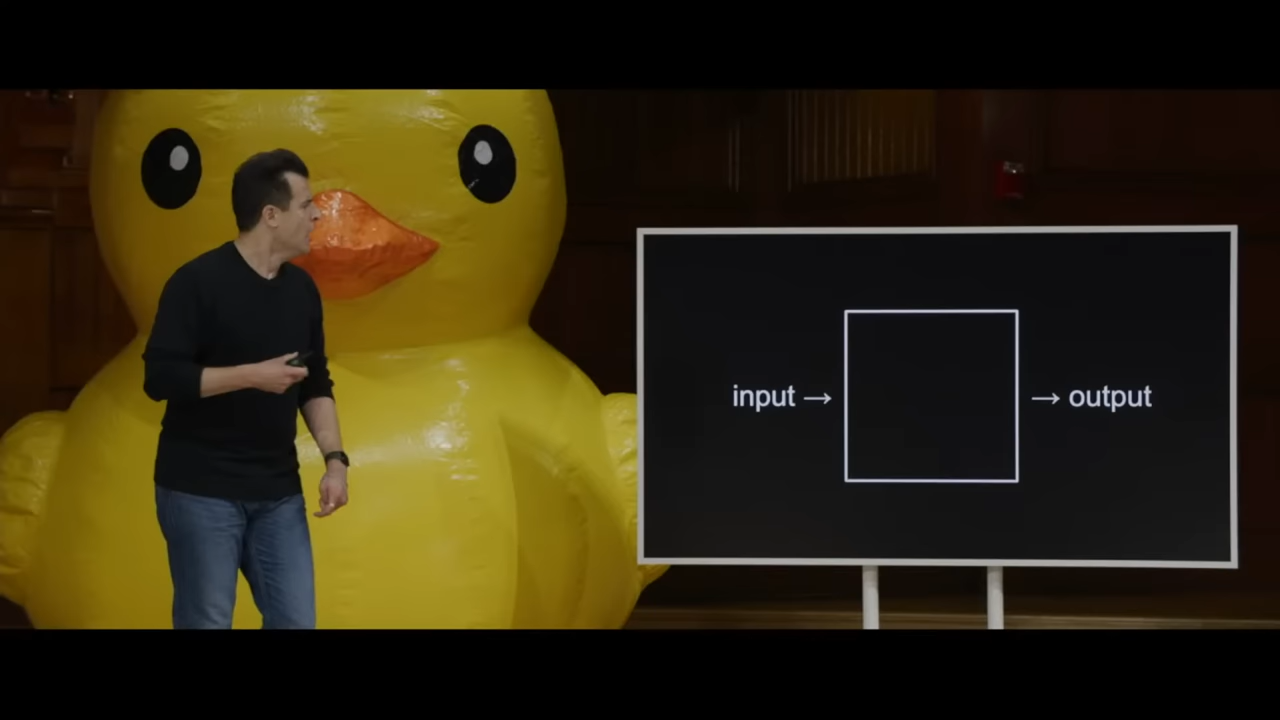 input → → output